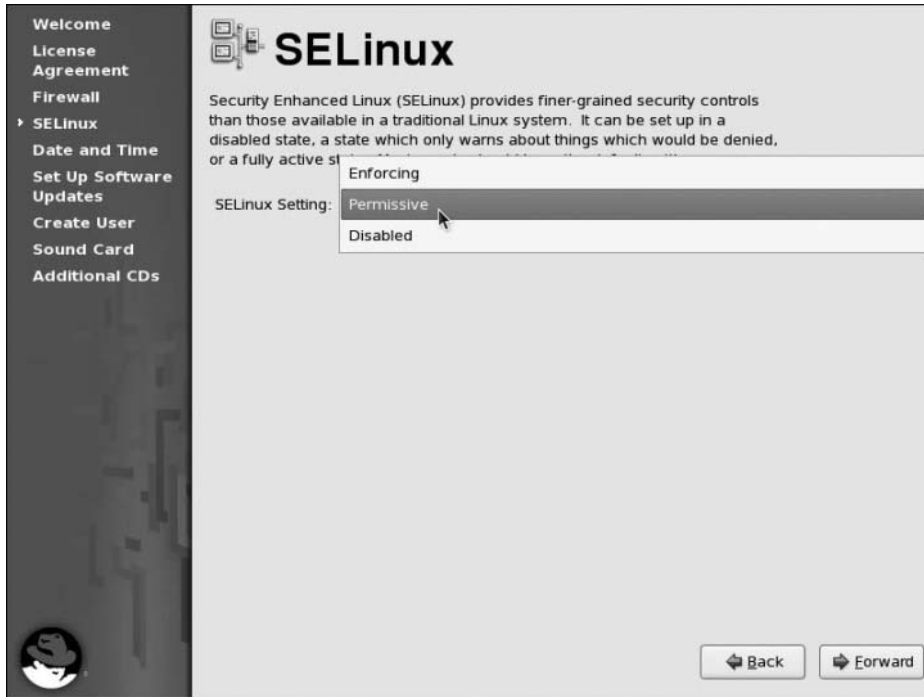 Welcome
License
Agreement
Firewall
SELinux
Date and Time
Set Up Software
Updates
Create User
Sound Card
Additional CDs
SELinux
Security Enhanced Linux (SELinux) provides finer-grained security controls
than those available in a traditional Linux system. It can be set up in a
disabled state, a state which only warns about things which would be denied,
or a fully active
SELinux Setting:
Enforcing
Permissive
Disabled
Back
Forward